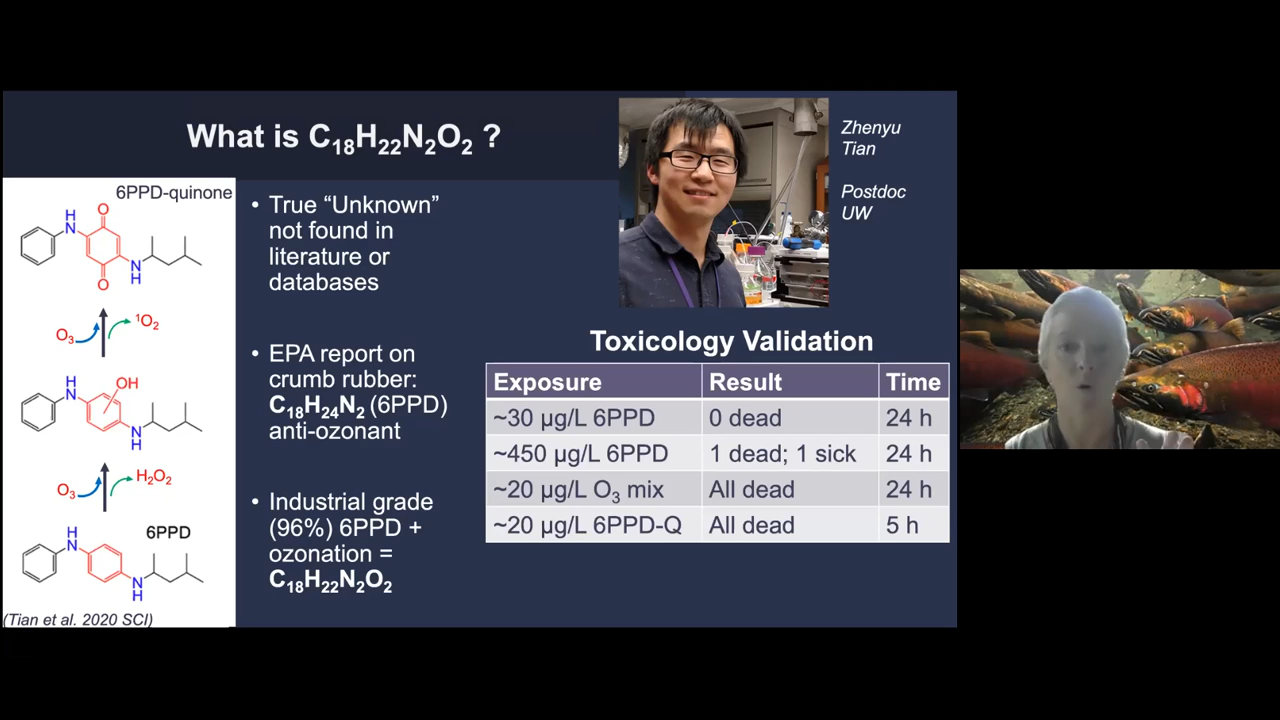 What is C₁₈H₂₂N₂O₂ ?
Zhenyu
Tian
Postdoc
UW
6PPD-quinone
O
H
N
N
H
O
O₃
¹O₂
H
N
OH
N
H
O₃
H₂O₂
6PPD
H
N
N
H
(Tian et al. 2020 SCI)
• True “Unknown”
not found in
literature or
databases
• EPA report on
crumb rubber:
C₁₈H₂₄N₂ (6PPD)
anti-ozonant
• Industrial grade
(96%) 6PPD +
ozonation =
C₁₈H₂₂N₂O₂
Toxicology Validation
Exposure Result Time
~30 µg/L 6PPD 0 dead 24 h
~450 µg/L 6PPD 1 dead; 1 sick 24 h
~20 µg/L O₃ mix All dead 24 h
~20 µg/L 6PPD-Q All dead 5 h